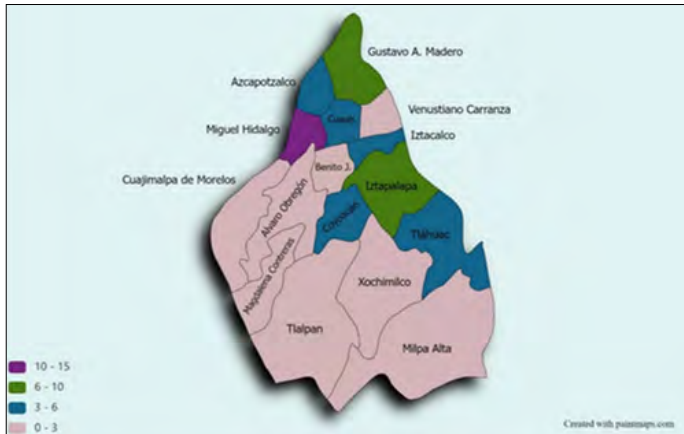 Gustavo A. Madero
Azcapotzalco
Venustiano Carranza
Miguel Hidalgo
Iztacalco
Benito J.
Cuajimalpa de Morelos
Iztapalapa
Alvaro Obregón
Coyoacán
Tláhuac
Magdalena Contreras
Xochimilco
Tlalpan
Milpa Alta
10 - 15
6 - 10
3 - 6
0 - 3
Created with paintmaps.com